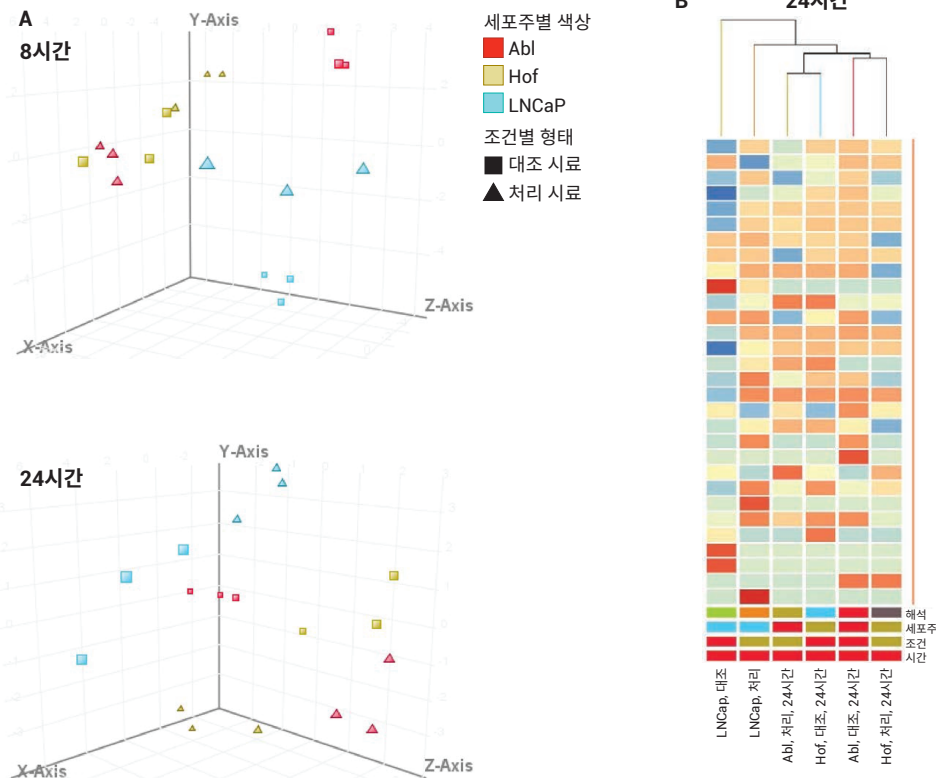 A
8시간
Y-Axis
X-Axis
Z-Axis
세포주별 색상
Abl
Hof
LNCaP
조건별 형태
대조 시료
처리 시료
24시간
Y-Axis
X-Axis
Z-Axis
B
24시간
해석
세포주
조건
시간
LNCap, 대조
LNCap, 처리
Abl, 처리, 24시간
Hof, 대조, 24시간
Abl, 대조, 24시간
Hof, 처리, 24시간